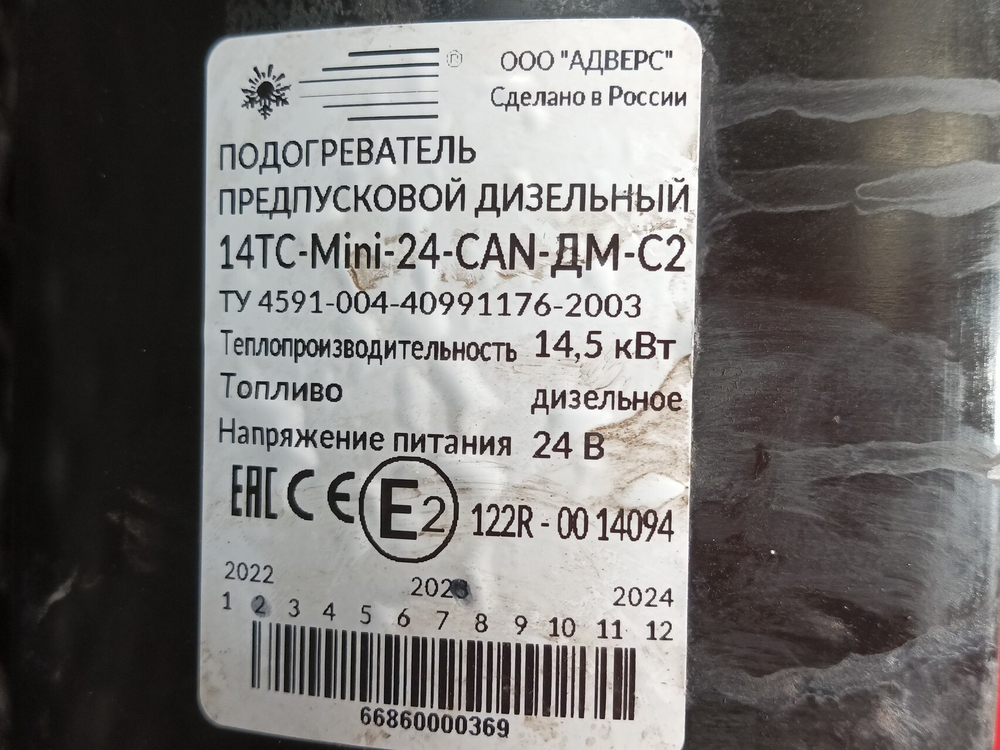 ® ООО "АДВЕРС"
Сделано в России
ПОДОГРЕВАТЕЛЬ
ПРЕДПУСКОВОЙ ДИЗЕЛЬНЫЙ
14ТС-Mini-24-CAN-ДМ-С2
ТУ 4591-004-40991176-2003
Теплопроизводительность 14,5 кВт
Топливо дизельное
Напряжение питания 24 В
EAC CE E2 122R - 00 14094
2022 2023 2024
1 2 3 4 5 6 7 8 9 10 11 12
66860000369